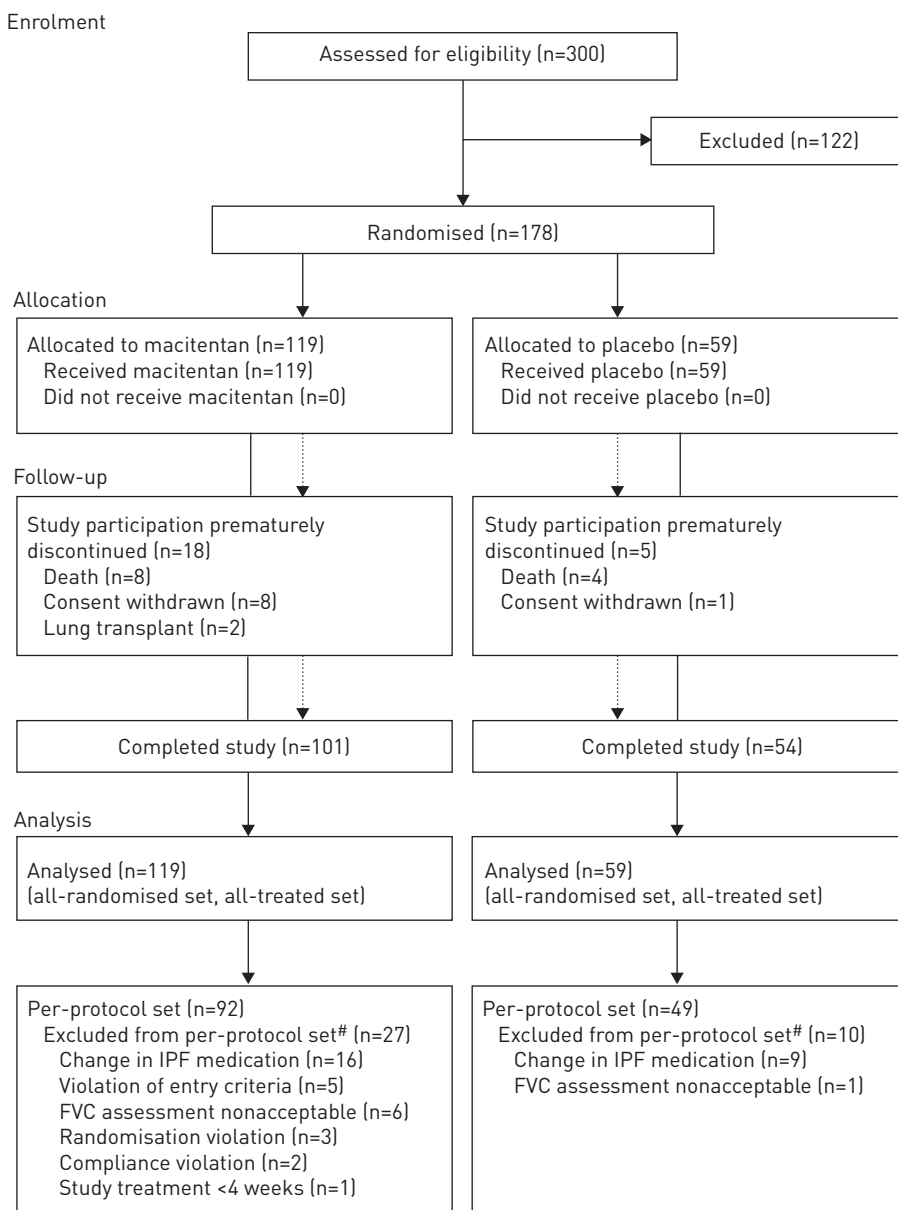 Enrolment
Assessed for eligibility (n=300)
Excluded (n=122)
Randomised (n=178)
Allocation
Allocated to macitentan (n=119)
Received macitentan (n=119)
Did not receive macitentan (n=0)
Allocated to placebo (n=59)
Received placebo (n=59)
Did not receive placebo (n=0)
Follow-up
Study participation prematurely
discontinued (n=18)
Death (n=8)
Consent withdrawn (n=8)
Lung transplant (n=2)
Study participation prematurely
discontinued (n=5)
Death (n=4)
Consent withdrawn (n=1)
Completed study (n=101)
Completed study (n=54)
Analysis
Analysed (n=119)
(all-randomised set, all-treated set)
Analysed (n=59)
(all-randomised set, all-treated set)
Per-protocol set (n=92)
Excluded from per-protocol set# (n=27)
Change in IPF medication (n=16)
Violation of entry criteria (n=5)
FVC assessment nonacceptable (n=6)
Randomisation violation (n=3)
Compliance violation (n=2)
Study treatment <4 weeks (n=1)
Per-protocol set (n=49)
Excluded from per-protocol set# (n=10)
Change in IPF medication (n=9)
FVC assessment nonacceptable (n=1)